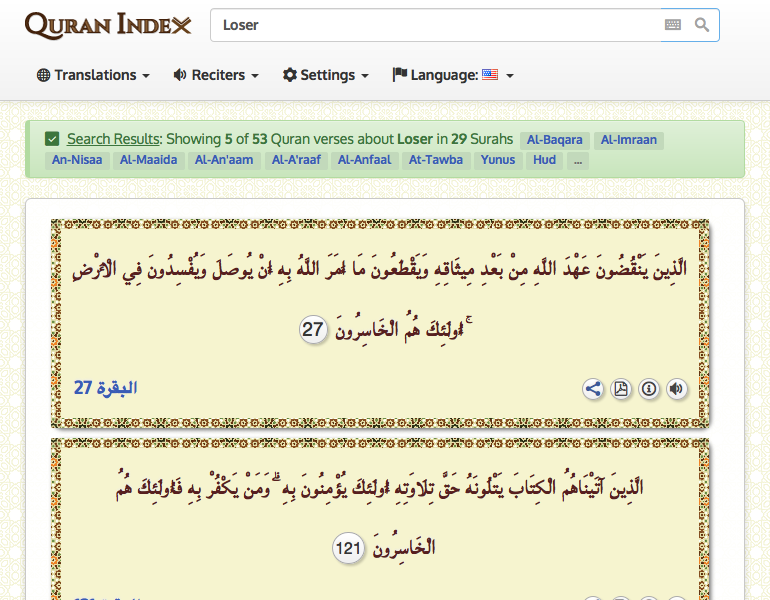 QURAN INDEX
Loser
Translations Reciters Settings Language:
Search Results: Showing 5 of 53 Quran verses about Loser in 29 Surahs Al-Baqara Al-Imraan
An-Nisaa Al-Maaida Al-An'aam Al-A'raaf Al-Anfaal At-Tawba Yunus Hud ...
الَّذِينَ يَنْقُضُونَ عَهْدَ اللَّهِ مِنْ بَعْدِ مِيثَاقِهِ وَيَقْطَعُونَ مَا أَمَرَ اللَّهُ بِهِ أَنْ يُوصَلَ وَيُفْسِدُونَ فِي الْأَرْضِ
ۚ أُولَئِكَ هُمُ الْخَاسِرُونَ 27
البقرة 27
الَّذِينَ آتَيْنَاهُمُ الْكِتَابَ يَتْلُونَهُ حَقَّ تِلَاوَتِهِ أُولَئِكَ يُؤْمِنُونَ بِهِ ۗ وَمَنْ يَكْفُرْ بِهِ فَأُولَئِكَ هُمُ
الْخَاسِرُونَ 121